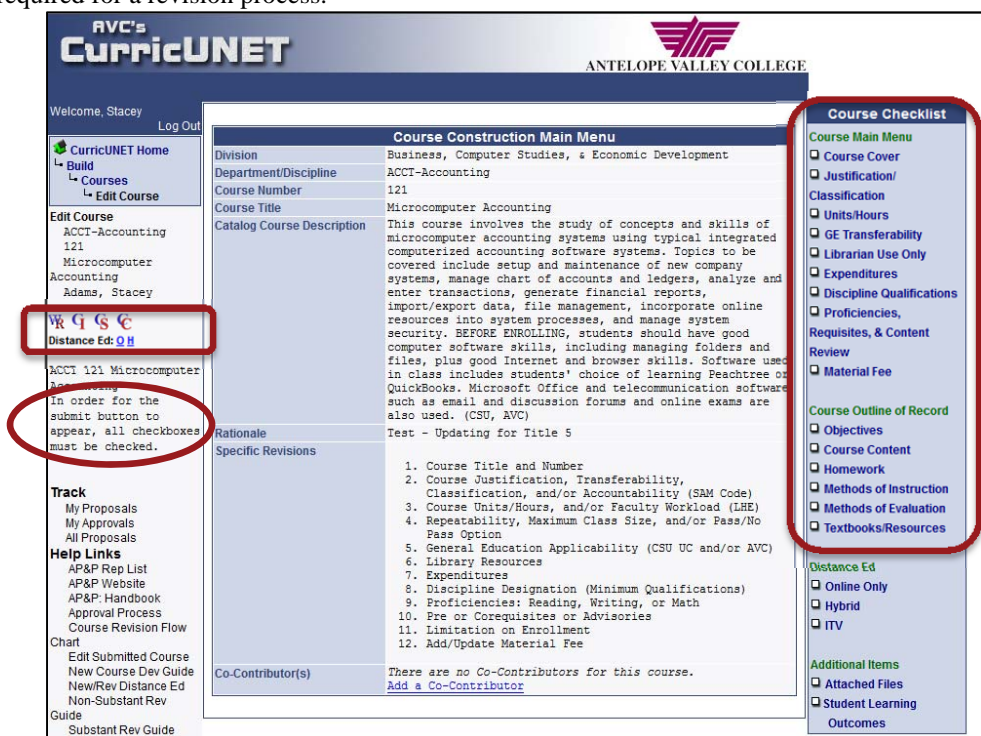 required for a revision process.
AVC's
CurricUNET
ANTELOPE VALLEY COLLEGE
Welcome, Stacey
Log Out
CurricUNET Home
Build
Courses
Edit Course
Edit Course
ACCT-Accounting
121
Microcomputer
Accounting
Adams, Stacey
WR CI CS CC
Distance Ed: O H
ACCT 121 Microcomputer
Accounting
In order for the
submit button to
appear, all checkboxes
must be checked.
Track
My Proposals
My Approvals
All Proposals
Help Links
AP&P Rep List
AP&P Website
AP&P: Handbook
Approval Process
Course Revision Flow
Chart
Edit Submitted Course
New Course Dev Guide
New/Rev Distance Ed
Non-Substant Rev
Guide
Substant Rev Guide
Course Construction Main Menu
Division Business, Computer Studies, & Economic Development
Department/Discipline ACCT-Accounting
Course Number 121
Course Title Microcomputer Accounting
Catalog Course Description This course involves the study of concepts and skills of
microcomputer accounting systems using typical integrated
computerized accounting software systems. Topics to be
covered include setup and maintenance of new company
systems, manage chart of accounts and ledgers, analyze and
enter transactions, generate financial reports,
import/export data, file management, incorporate online
resources into system processes, and manage system
security. BEFORE ENROLLING, students should have good
computer software skills, including managing folders and
files, plus good Internet and browser skills. Software used
in class includes students' choice of learning Peachtree or
QuickBooks. Microsoft Office and telecommunication software
such as email and discussion forums and online exams are
also used. (CSU, AVC)
Rationale Test - Updating for Title 5
Specific Revisions
1. Course Title and Number
2. Course Justification, Transferability,
Classification, and/or Accountability (SAM Code)
3. Course Units/Hours, and/or Faculty Workload (LHE)
4. Repeatability, Maximum Class Size, and/or Pass/No
Pass Option
5. General Education Applicability (CSU UC and/or AVC)
6. Library Resources
7. Expenditures
8. Discipline Designation (Minimum Qualifications)
9. Proficiencies: Reading, Writing, or Math
10. Pre or Corequisites or Advisories
11. Limitation on Enrollment
12. Add/Update Material Fee
Co-Contributor(s) There are no Co-Contributors for this course.
Add a Co-Contributor
Course Checklist
Course Main Menu
Course Cover
Justification/
Classification
Units/Hours
GE Transferability
Librarian Use Only
Expenditures
Discipline Qualifications
Proficiencies,
Requisites, & Content
Review
Material Fee
Course Outline of Record
Objectives
Course Content
Homework
Methods of Instruction
Methods of Evaluation
Textbooks/Resources
Distance Ed
Online Only
Hybrid
ITV
Additional Items
Attached Files
Student Learning
Outcomes